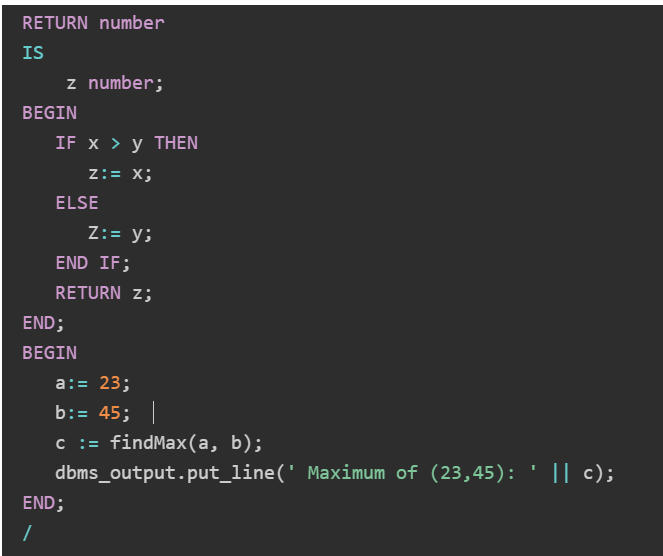 RETURN number
IS
    z number;
BEGIN
   IF x > y THEN
      z:= x;
   ELSE
      Z:= y;
   END IF;
   RETURN z;
END;
BEGIN
   a:= 23;
   b:= 45;
   c := findMax(a, b);
   dbms_output.put_line(' Maximum of (23,45): ' || c);
END;
/